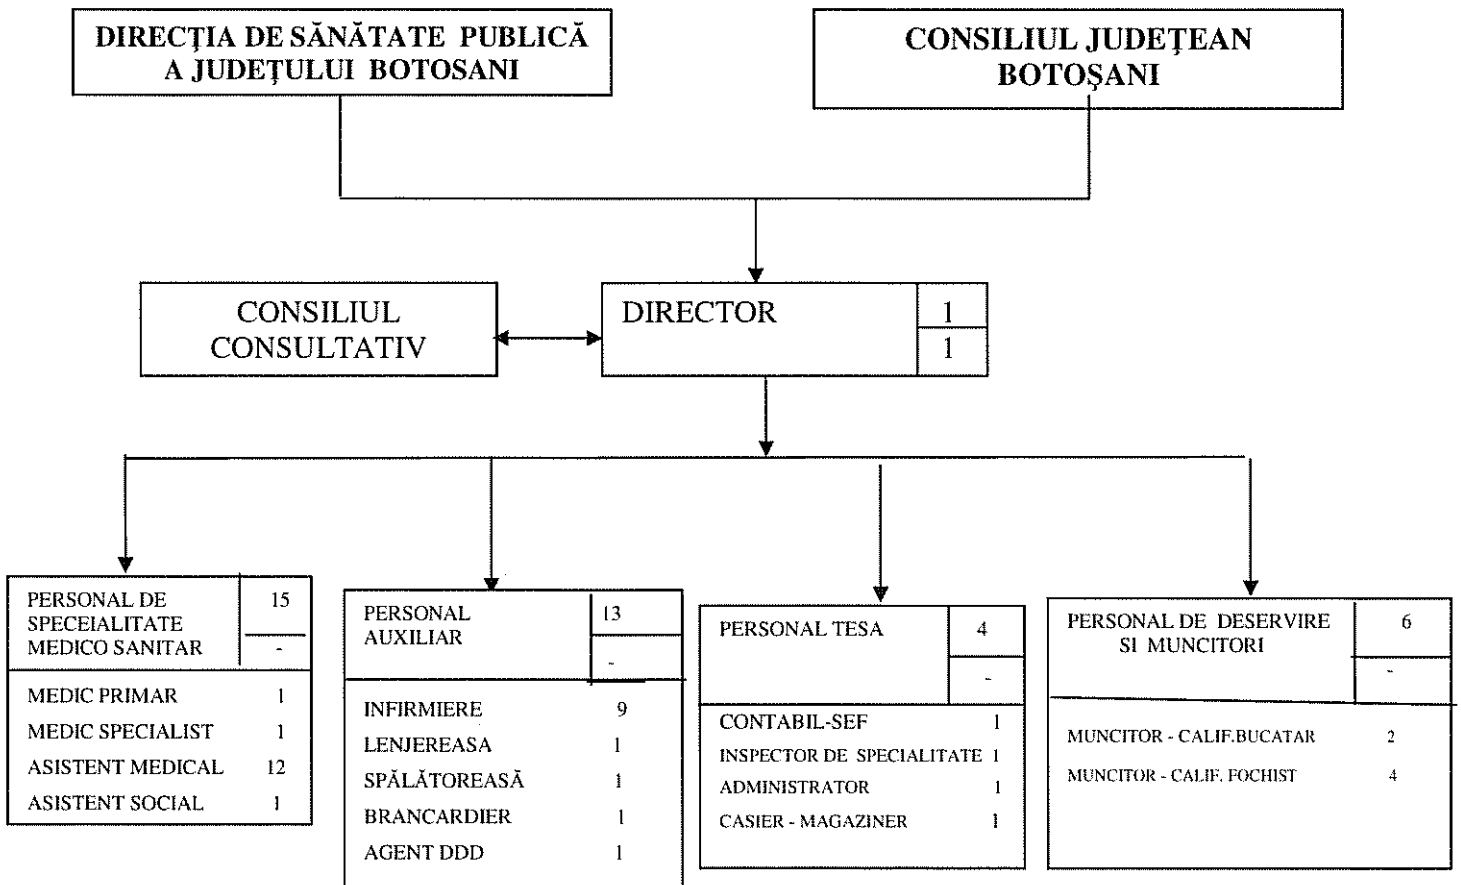 DIRECŢIA DE SĂNĂTATE PUBLICĂ
A JUDEŢULUI BOTOSANI
CONSILIUL JUDEŢEAN
BOTOŞANI
CONSILIUL
CONSULTATIV
DIRECTOR 1
1
PERSONAL DE 15
SPECEIALITATE
MEDICO SANITAR -
MEDIC PRIMAR 1
MEDIC SPECIALIST 1
ASISTENT MEDICAL 12
ASISTENT SOCIAL 1
PERSONAL 13
AUXILIAR
-
INFIRMIERE 9
LENJEREASA 1
SPĂLĂTOREASĂ 1
BRANCARDIER 1
AGENT DDD 1
PERSONAL TESA 4
-
CONTABIL-SEF 1
INSPECTOR DE SPECIALITATE 1
ADMINISTRATOR 1
CASIER - MAGAZINER 1
PERSONAL DE DESERVIRE 6
SI MUNCITORI
-
MUNCITOR - CALIF.BUCATAR 2
MUNCITOR - CALIF. FOCHIST 4